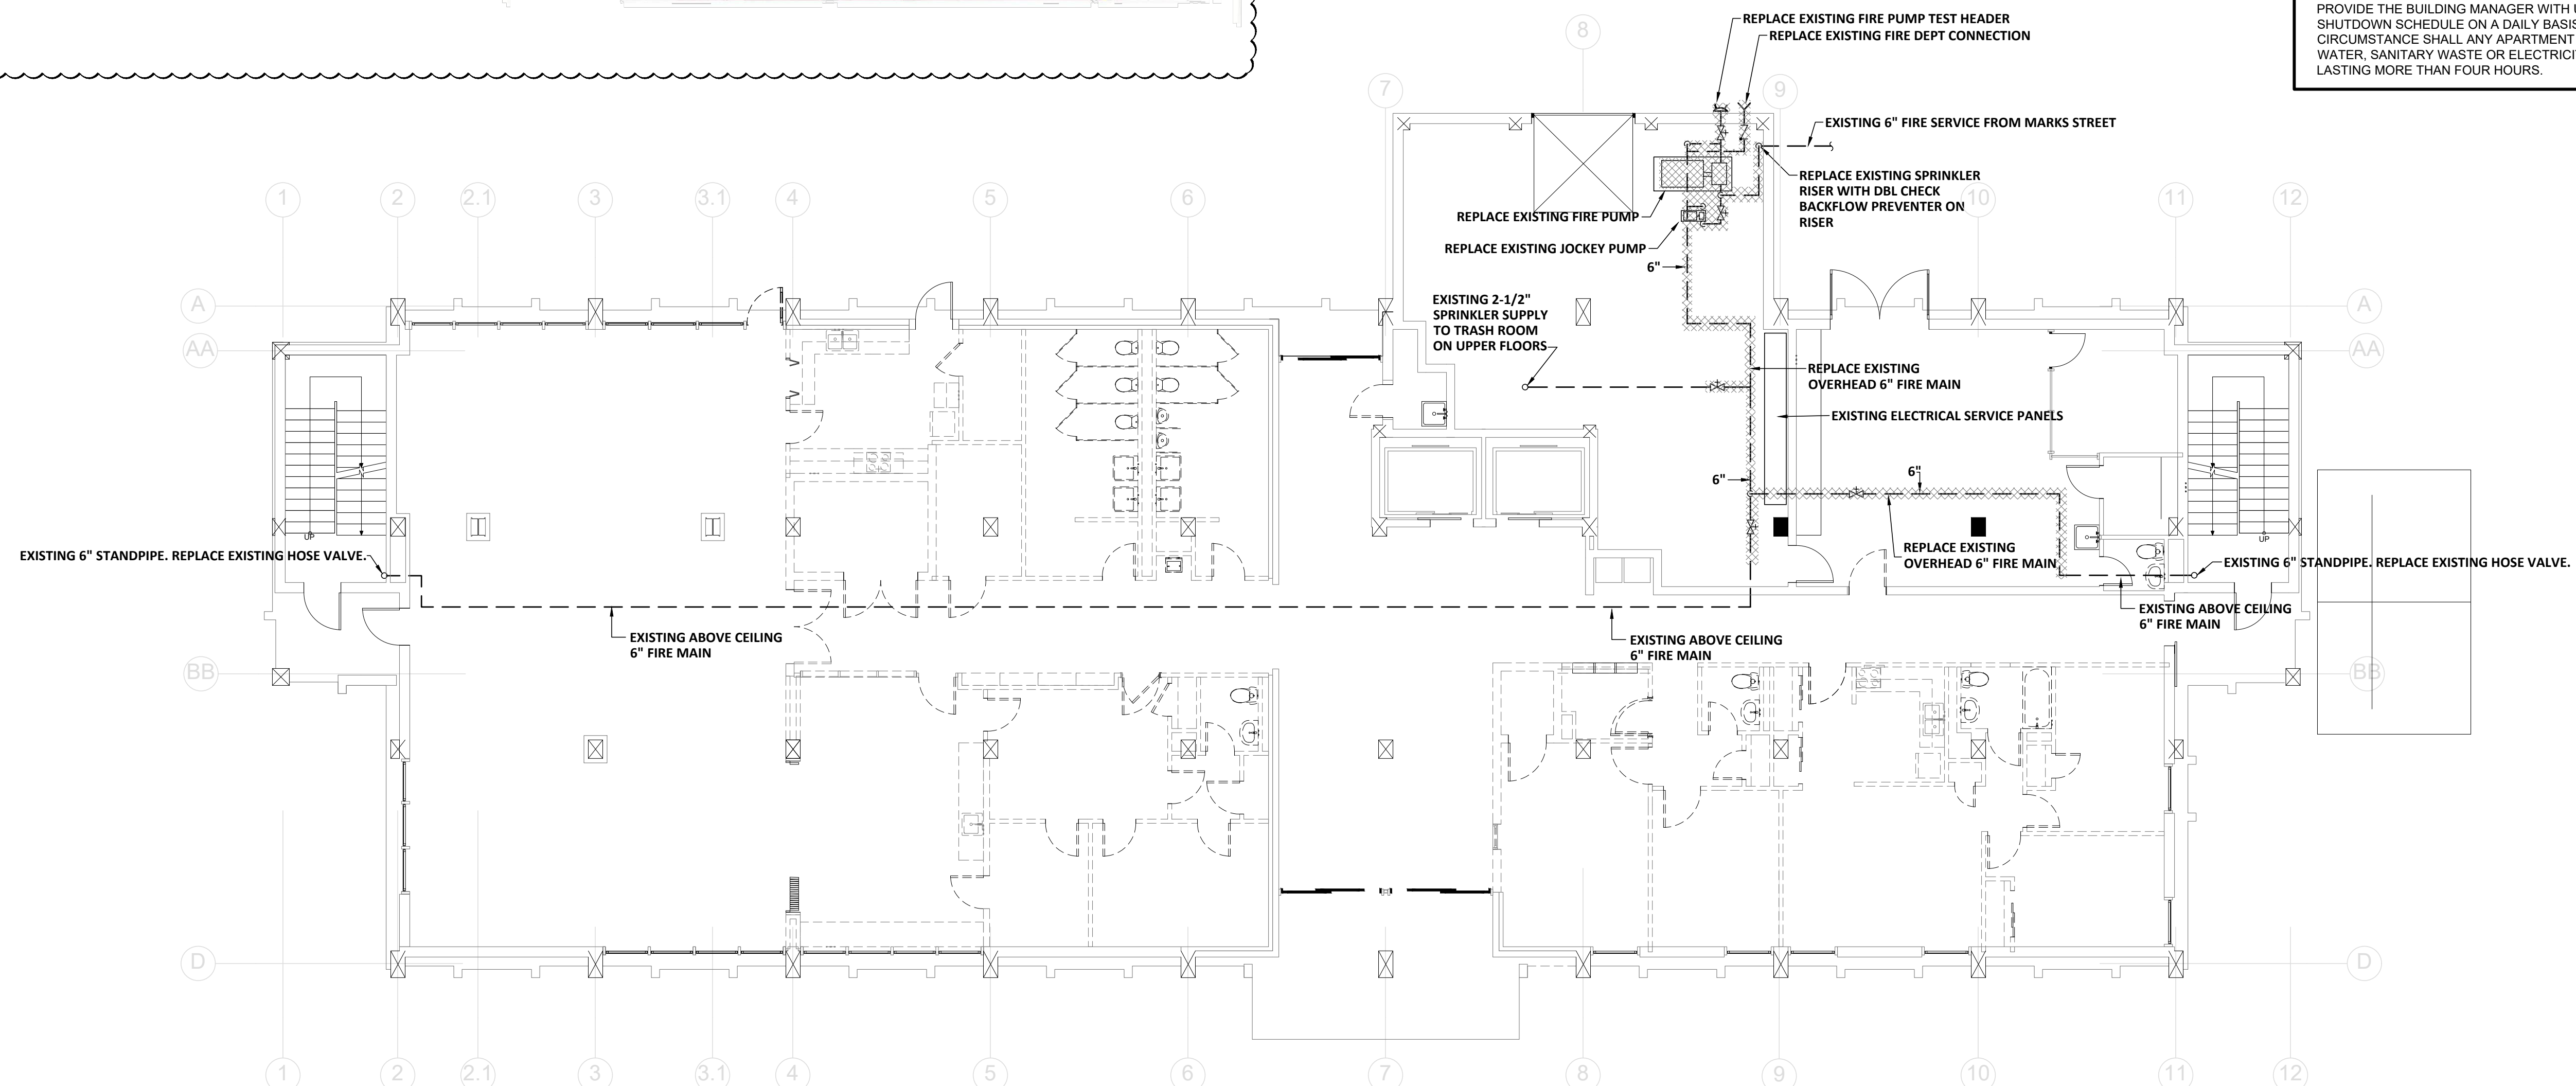 PROVIDE THE BUILDING MANAGER WITH
SHUTDOWN SCHEDULE ON A DAILY BASIS
CIRCUMSTANCE SHALL ANY APARTMENT
WATER, SANITARY WASTE OR
LASTING MORE THAN FOUR HOURS.
REPLACE EXISTING FIRE PUMP TEST HEADER
REPLACE EXISTING FIRE DEPT CONNECTION
8
7
9
EXISTING 6" FIRE SERVICE FROM MARKS STREET
REPLACE EXISTING SPRINKLER
RISER WITH DBL CHECK
BACKFLOW PREVENTER ON
RISER
1
2
2.1
3
3.1
4
5
6
10
11
12
REPLACE EXISTING FIRE PUMP
REPLACE EXISTING JOCKEY PUMP
6"
A
A
EXISTING 2-1/2"
SPRINKLER SUPPLY
TO TRASH ROOM
ON UPPER FLOORS
AA
AA
REPLACE EXISTING
OVERHEAD 6" FIRE MAIN
EXISTING ELECTRICAL SERVICE PANELS
6"
6"
UP
UP
EXISTING 6" STANDPIPE. REPLACE EXISTING HOSE VALVE.
REPLACE EXISTING
OVERHEAD 6" FIRE MAIN
EXISTING 6" STANDPIPE. REPLACE EXISTING HOSE VALVE.
EXISTING ABOVE CEILING
6" FIRE MAIN
EXISTING ABOVE CEILING
6" FIRE MAIN
EXISTING ABOVE CEILING
6" FIRE MAIN
BB
BB
D
D
1
2
2.1
3
3.1
4
5
6
7
8
9
10
11
12